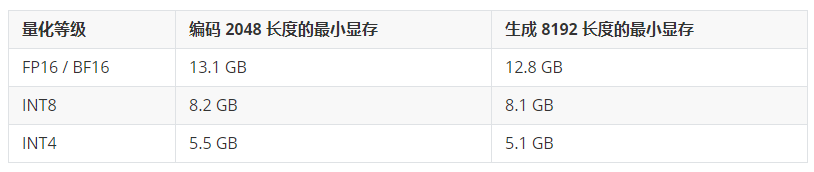 量化等级 编码 2048 长度的最小显存 生成 8192 长度的最小显存
FP16 / BF16 13.1 GB 12.8 GB
INT8 8.2 GB 8.1 GB
INT4 5.5 GB 5.1 GB